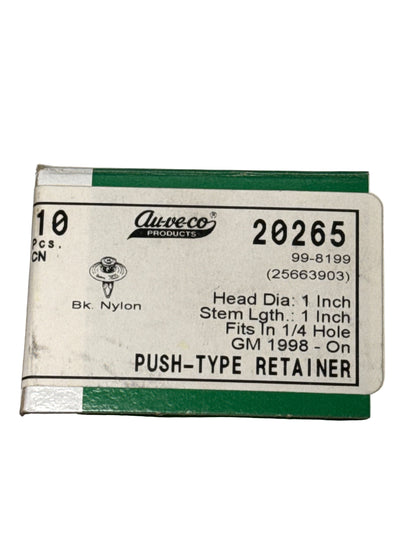 10
Pcs.
CN
Bk. Nylon
au-ve-co®
PRODUCTS
20265
99-8199
(25663903)
Head Dia: 1 Inch
Stem Lgth.: 1 Inch
Fits In 1/4 Hole
GM 1998 - On
PUSH-TYPE RETAINER